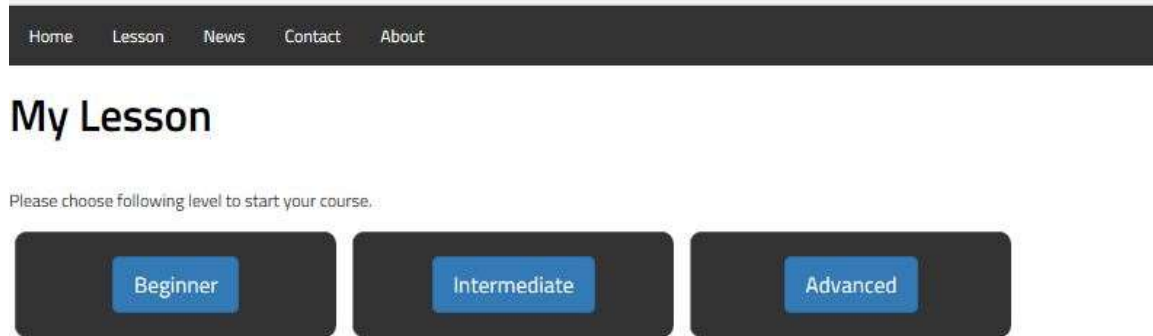 Home Lesson News Contact About
My Lesson
Please choose following level to start your course.
Beginner Intermediate Advanced